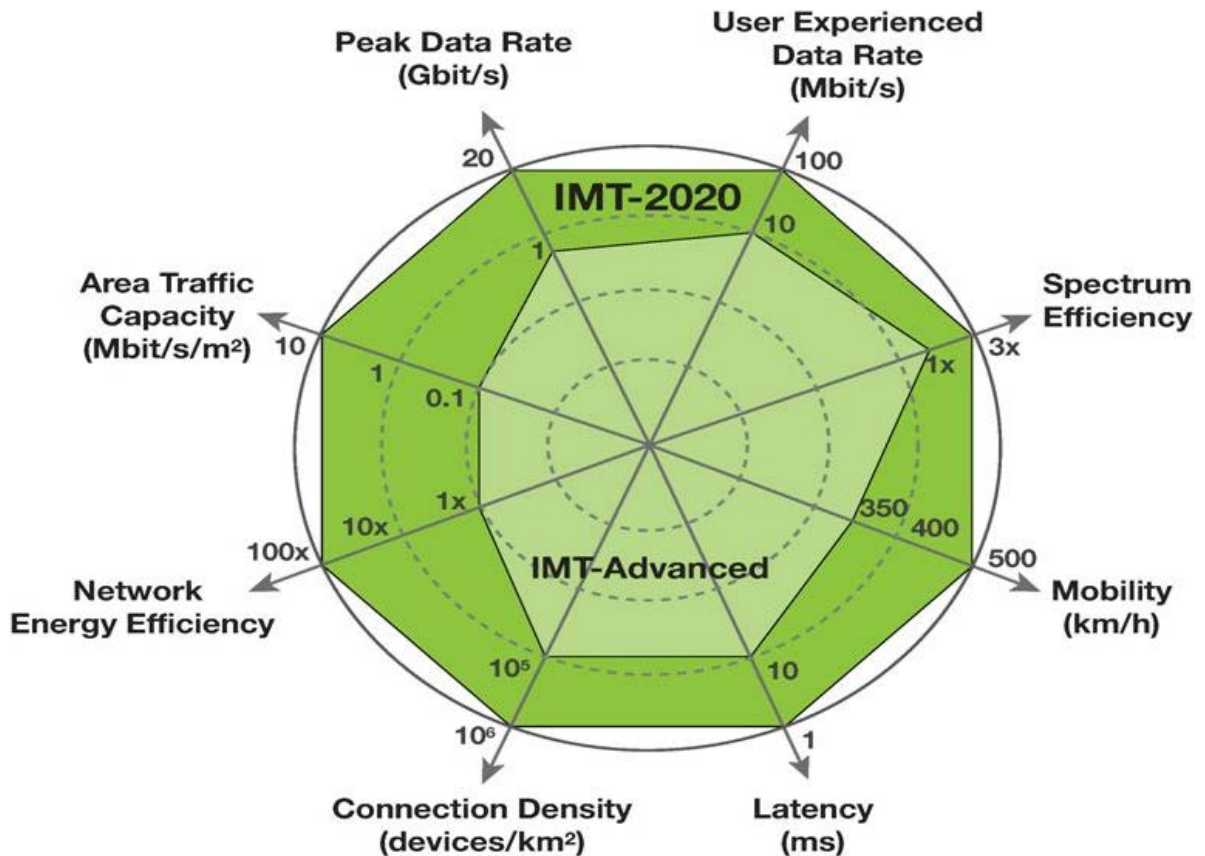 Peak Data Rate
(Gbit/s)
User Experienced
Data Rate
(Mbit/s)
20
100
IMT-2020
1
10
Area Traffic
Capacity
(Mbit/s/m²)
Spectrum
Efficiency
10
1
0.1
1x
3x
1x
10x
100x
350
400
500
Network
Energy Efficiency
IMT-Advanced
Mobility
(km/h)
10⁵
10
10⁶
1
Connection Density
(devices/km²)
Latency
(ms)